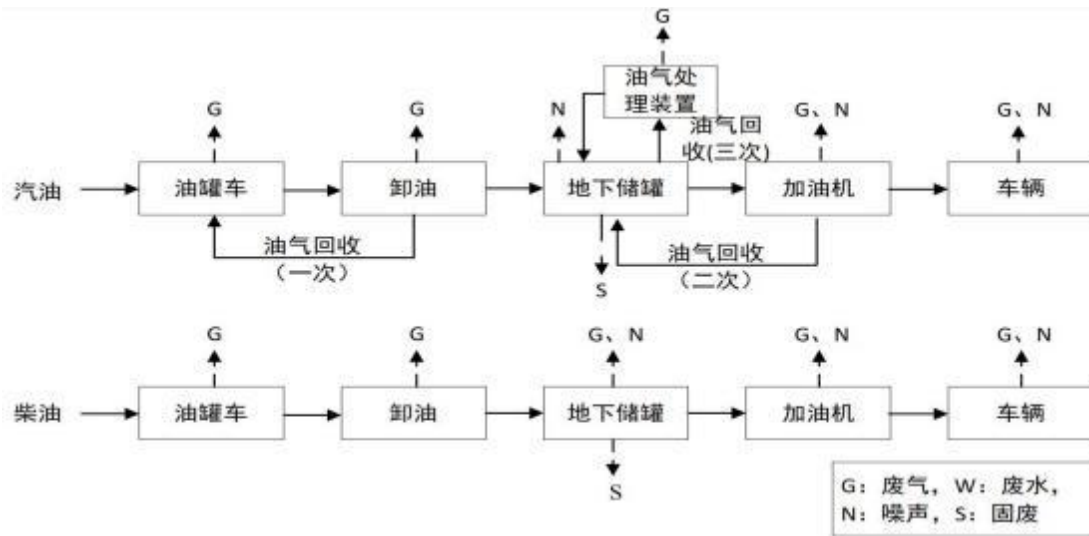 G
油气处
理装置
G
G
N
油气回
收(三次)
G、N
G、N
汽油
油罐车
卸油
地下储罐
加油机
车辆
油气回收
（一次）
油气回收
（二次）
S
G
G
G、N
G、N
G、N
柴油
油罐车
卸油
地下储罐
加油机
车辆
S
G：废气，W：废水，
N：噪声，S：固废